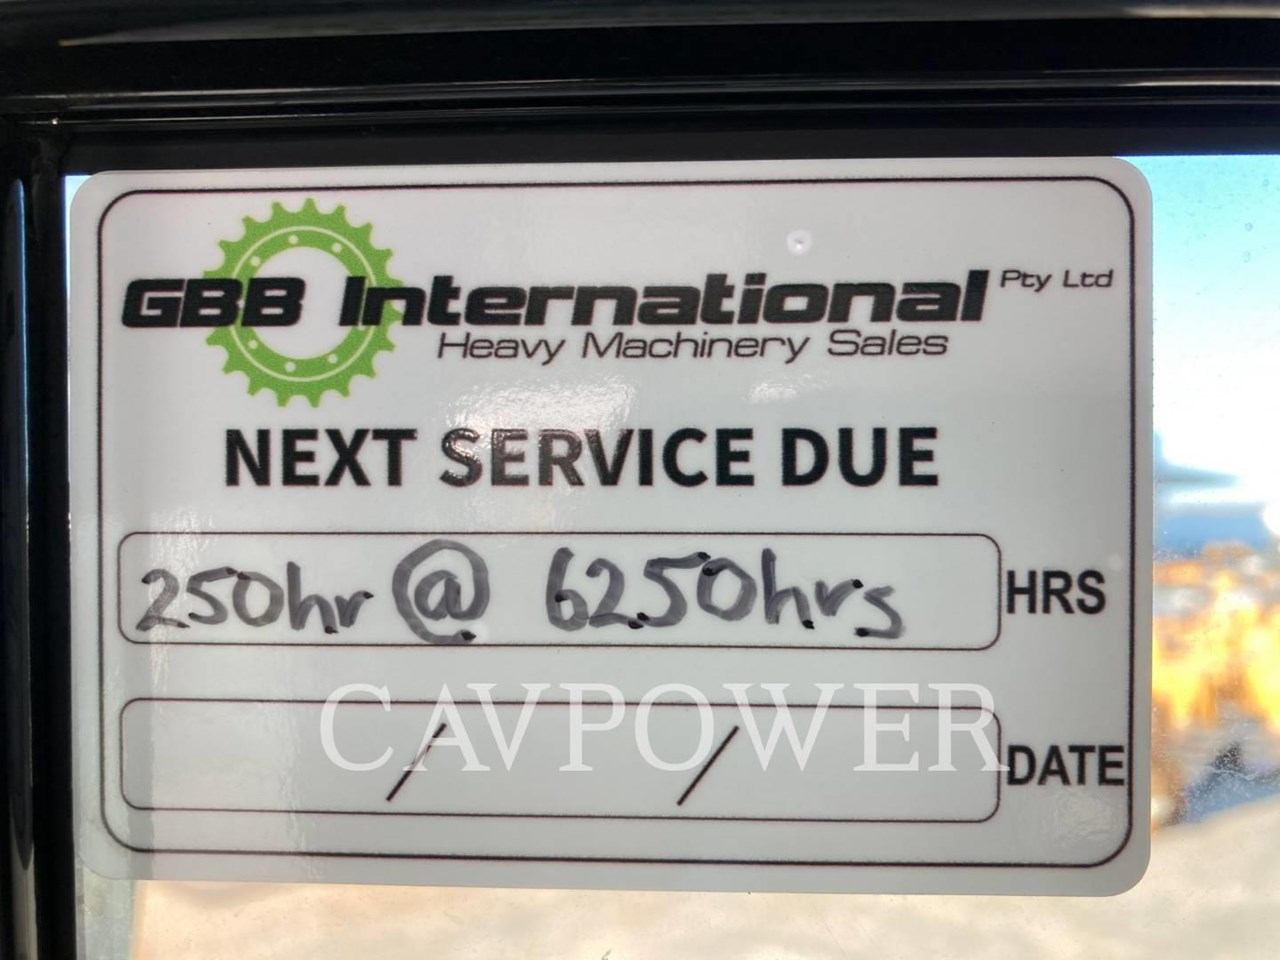 GBB International Pty Ltd
Heavy Machinery Sales
NEXT SERVICE DUE
250hr @ 6250hrs HRS
/ / DATE
CAVPOWER